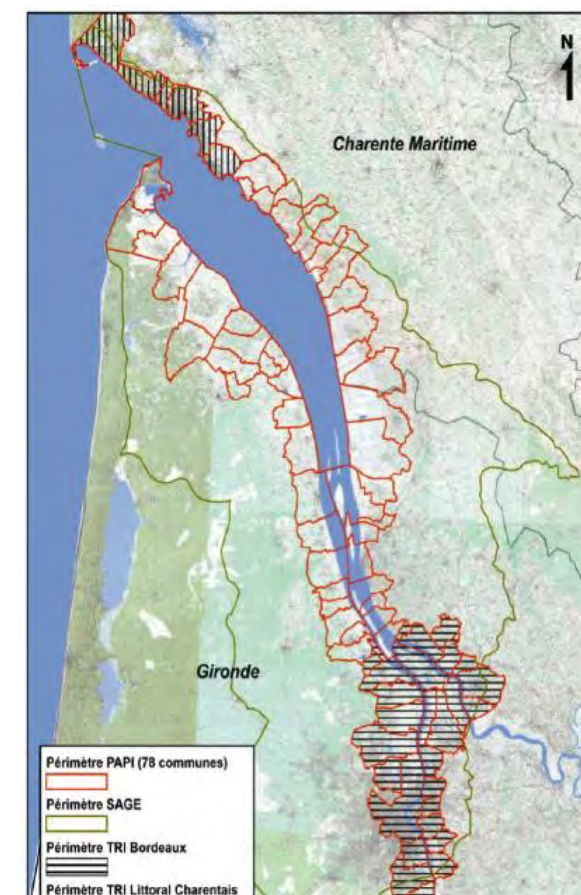 N
Charente Maritime
Gironde
Périmètre PAPI (78 communes)
Périmètre SAGE
Périmètre TRI Bordeaux
Périmètre TRI Littoral Charentais